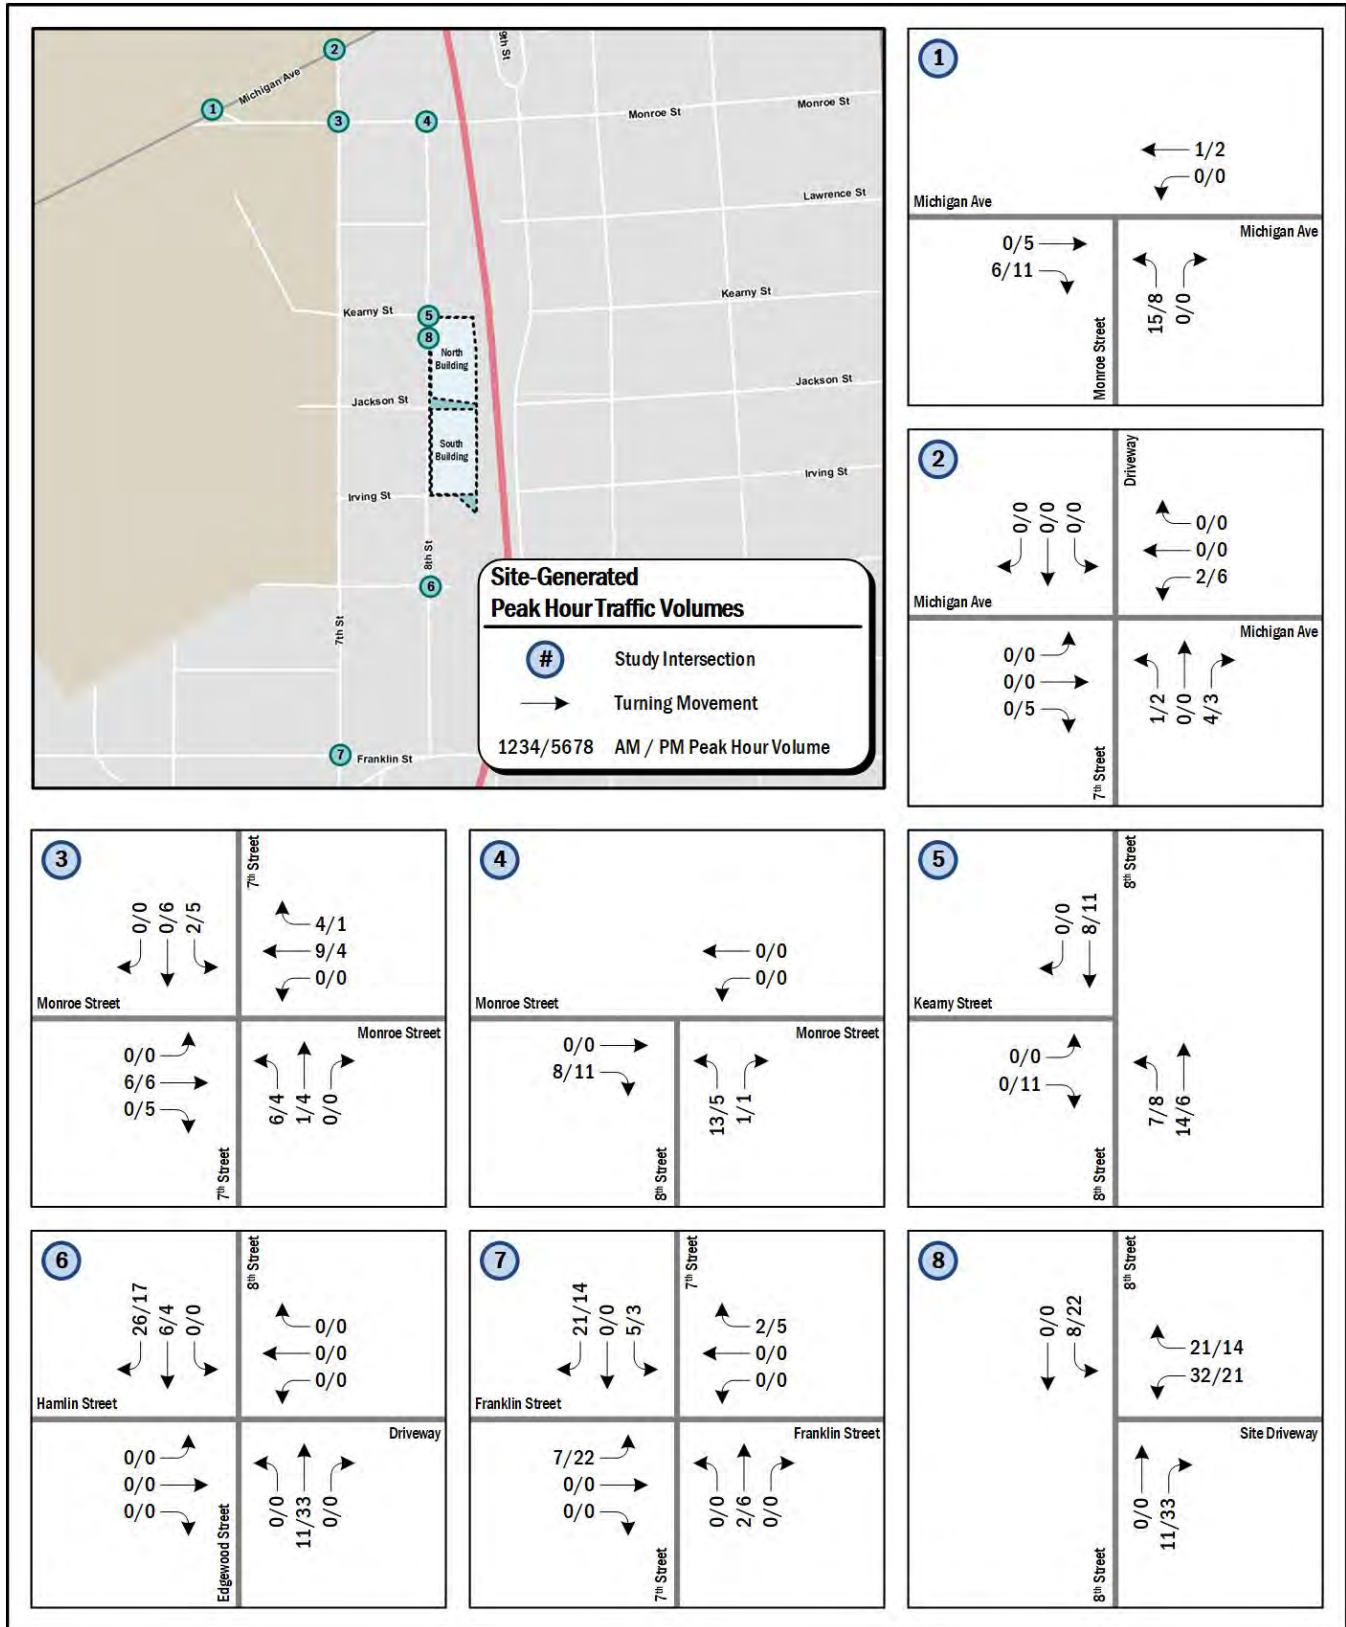 2
9th St
Michigan Ave
1
3
4
Monroe St
Monroe St
Lawrence St
Kearny St
5
8
North
Building
Kearny St
Jackson St
Jackson St
South
Building
Irving St
Irving St
8th St
6
7th St
7
Franklin St
Site-Generated
Peak Hour Traffic Volumes
# Study Intersection
Turning Movement
1234/5678 AM / PM Peak Hour Volume
1
1/2
0/0
Michigan Ave
Michigan Ave
0/5
6/11
15/8
0/0
Monroe Street
2
Driveway
0/0
0/0
0/0
0/0
0/0
2/6
Michigan Ave
Michigan Ave
0/0
0/0
0/5
1/2
0/0
4/3
7th Street
3
7th Street
0/0
0/6
2/5
4/1
9/4
0/0
Monroe Street
Monroe Street
0/0
6/6
0/5
6/4
1/4
0/0
7th Street
4
0/0
0/0
Monroe Street
Monroe Street
0/0
8/11
13/5
1/1
8th Street
5
8th Street
0/0
8/11
Kearny Street
0/0
0/11
7/8
14/6
8th Street
6
8th Street
26/17
6/4
0/0
0/0
0/0
0/0
Hamlin Street
Driveway
0/0
0/0
0/0
0/0
11/33
0/0
Edgewood Street
7
7th Street
21/14
0/0
5/3
2/5
0/0
0/0
Franklin Street
Franklin Street
7/22
0/0
0/0
0/0
2/6
0/0
7th Street
8
8th Street
0/0
8/22
21/14
32/21
Site Driveway
0/0
11/33
8th Street